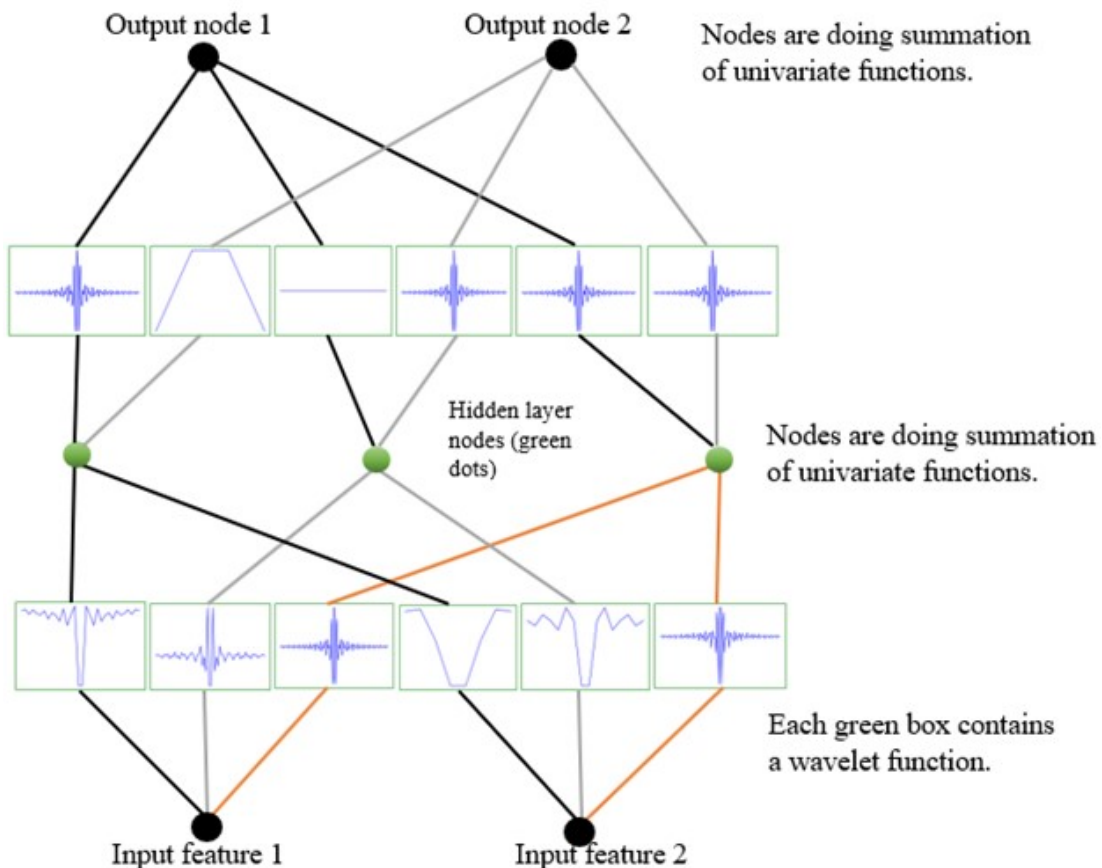 Output node 1
Output node 2
Nodes are doing summation
of univariate functions.
Hidden layer
nodes (green
dots)
Nodes are doing summation
of univariate functions.
Each green box contains
a wavelet function.
Input feature 1
Input feature 2